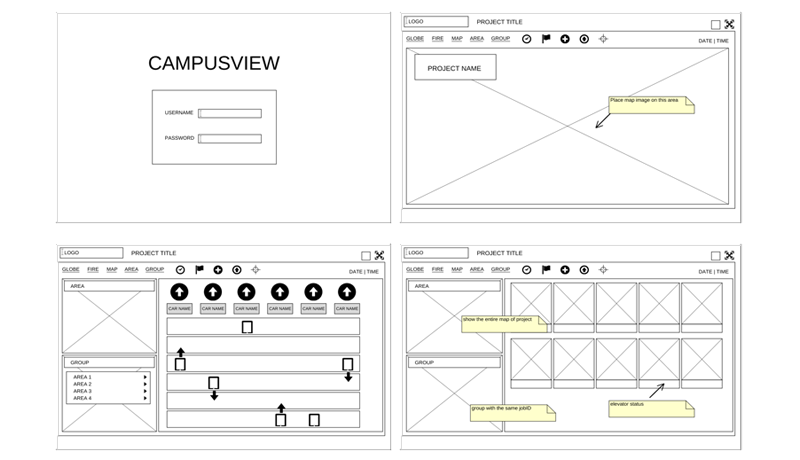 CAMPUSVIEW
USERNAME
PASSWORD
LOGO
PROJECT TITLE
GLOBE FIRE MAP AREA GROUP
DATE | TIME
PROJECT NAME
Place map image on this area
LOGO
PROJECT TITLE
GLOBE FIRE MAP AREA GROUP
DATE | TIME
AREA
CAR NAME CAR NAME CAR NAME CAR NAME CAR NAME CAR NAME
GROUP
AREA 1
AREA 2
AREA 3
AREA 4
LOGO
PROJECT TITLE
GLOBE FIRE MAP AREA GROUP
DATE | TIME
AREA
show the entire map of project
GROUP
group with the same jobID
elevator status